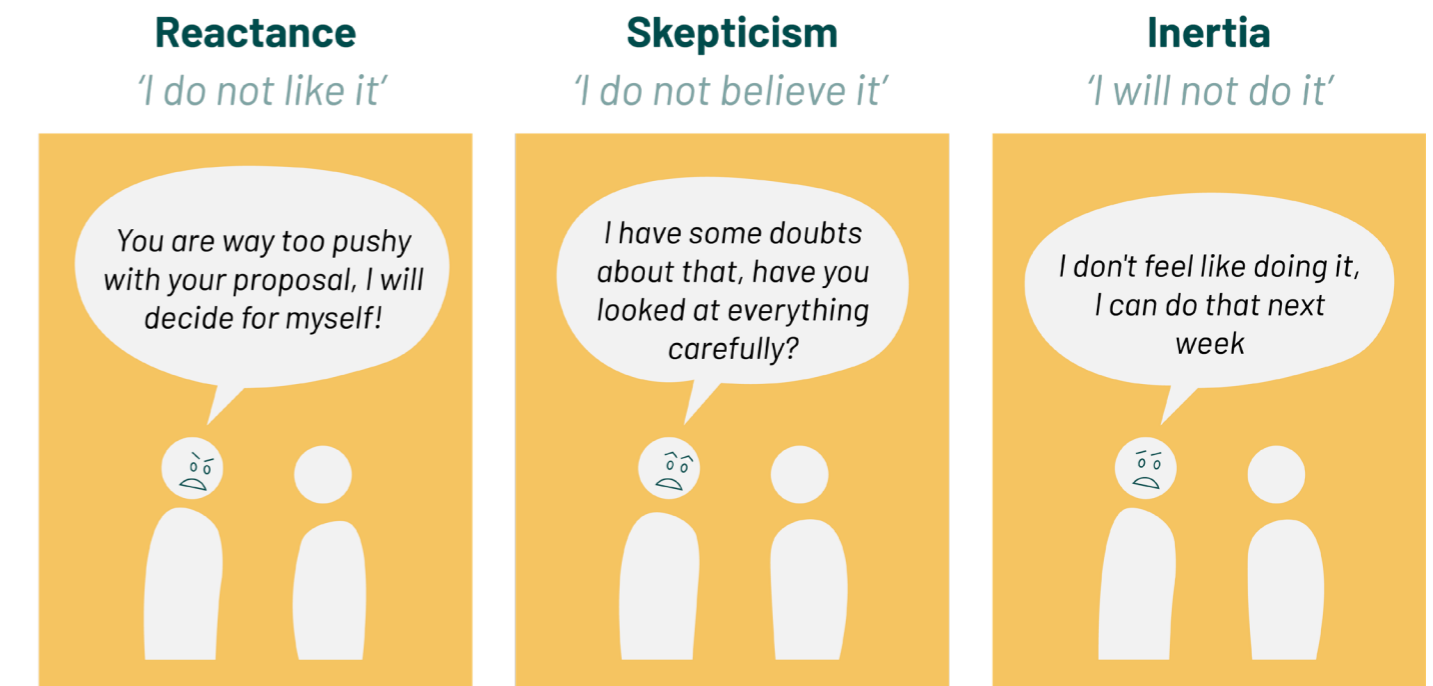 Reactance
'I do not like it'
You are way too pushy
with your proposal, I will
decide for myself!
Skepticism
'I do not believe it'
I have some doubts
about that, have you
looked at everything
carefully?
Inertia
'I will not do it'
I don't feel like doing it,
I can do that next
week